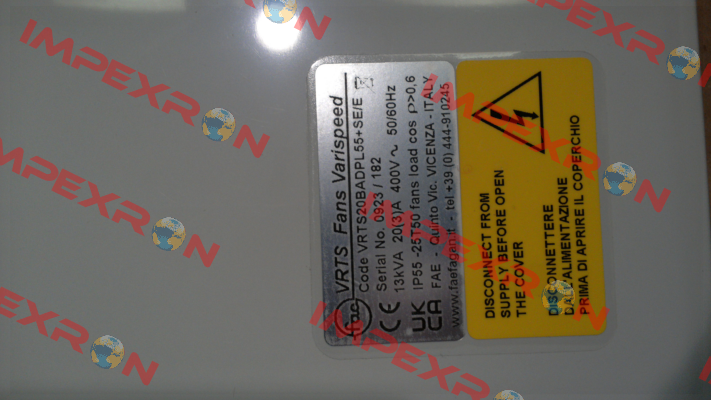 fae VRTS Fans Varispeed
Code VRTS20BADPL55+SE/E
Serial No. 0923 / 182
13kVA 20(3)A 400V ~ 50/60Hz
IP55 -25T50 fans load cos ρ>0,6
FAE - Quinto Vic. VICENZA - ITALY
www.faefagan.it - tel +39 (0) 444-910245
CE
UK
CA
DISCONNECT FROM
SUPPLY BEFORE OPEN
THE COVER
DISCONNETTERE
DALL'ALIMENTAZIONE
PRIMA DI APRIRE IL COPERCHIO
IMPEXRON
IMPEXRON
IMPEXRON
IMPEXRON
IMPEXRON
IMPEXRON
IMPEXRON